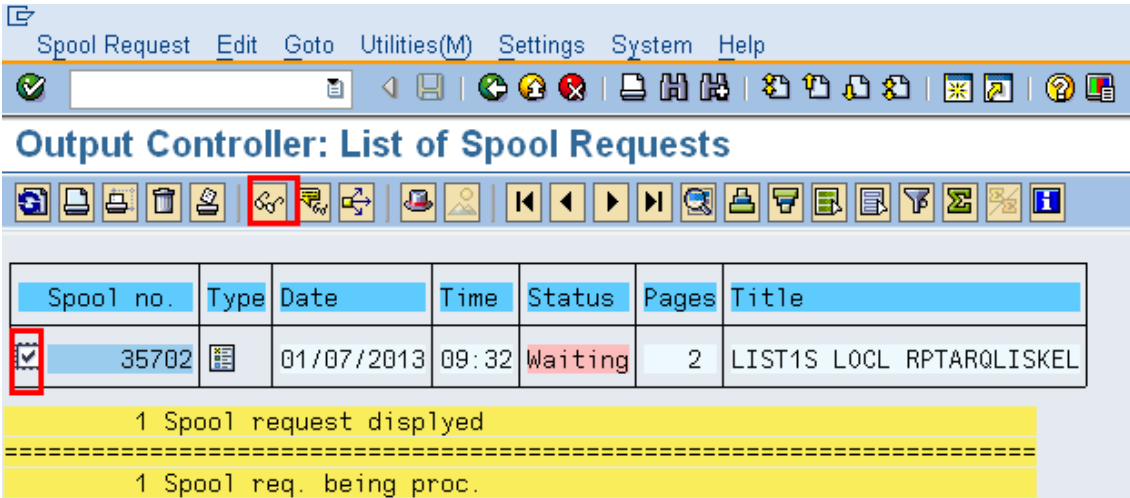 Spool Request Edit Goto Utilities(M) Settings System Help
Output Controller: List of Spool Requests
Spool no. Type Date Time Status Pages Title
35702 01/07/2013 09:32 Waiting 2 LIST1S LOCL RPTARQLISKEL
1 Spool request displyed
=======================================================================
1 Spool req. being proc.